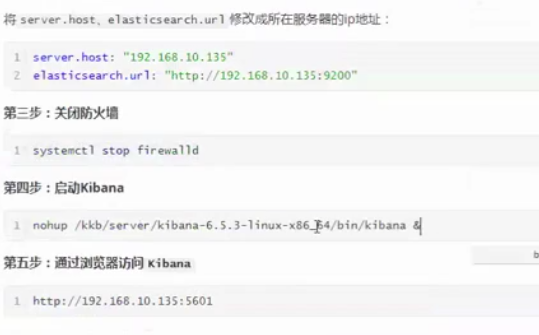 将 server.host、elasticsearch.url 修改成所在服务器的ip地址：
1 server.host: "192.168.10.135"
2 elasticsearch.url: "http://192.168.10.135:9200"
第三步：关闭防火墙
1 systemctl stop firewalld
第四步：启动Kibana
1 nohup /kkb/server/kibana-6.5.3-linux-x86_64/bin/kibana &
b
第五步：通过浏览器访问 Kibana
1 http://192.168.10.135:5601